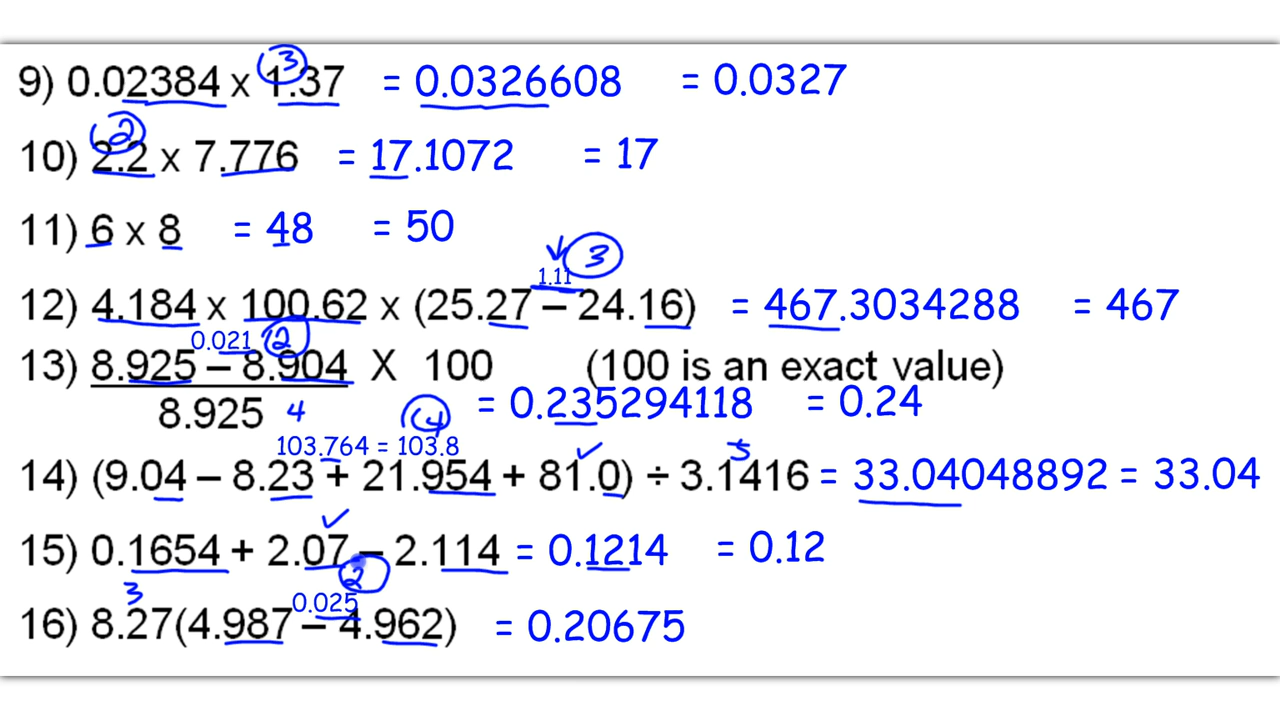 9) 0.02384 x 1.37 = 0.0326608 = 0.0327
3
10) 2.2 x 7.776 = 17.1072 = 17
2
11) 6 x 8 = 48 = 50
1.11 3
12) 4.184 x 100.62 x (25.27 – 24.16) = 467.3034288 = 467
0.021 2
13) 8.925 – 8.904 X 100 (100 is an exact value)
8.925 4 = 0.235294118 = 0.24
103.764 = 103.8 4
14) (9.04 – 8.23 + 21.954 + 81.0) ÷ 3.1416 = 33.04048892 = 33.04
5
15) 0.1654 + 2.07 – 2.114 = 0.1214 = 0.12
3 0.025 2
16) 8.27(4.987 – 4.962) = 0.20675